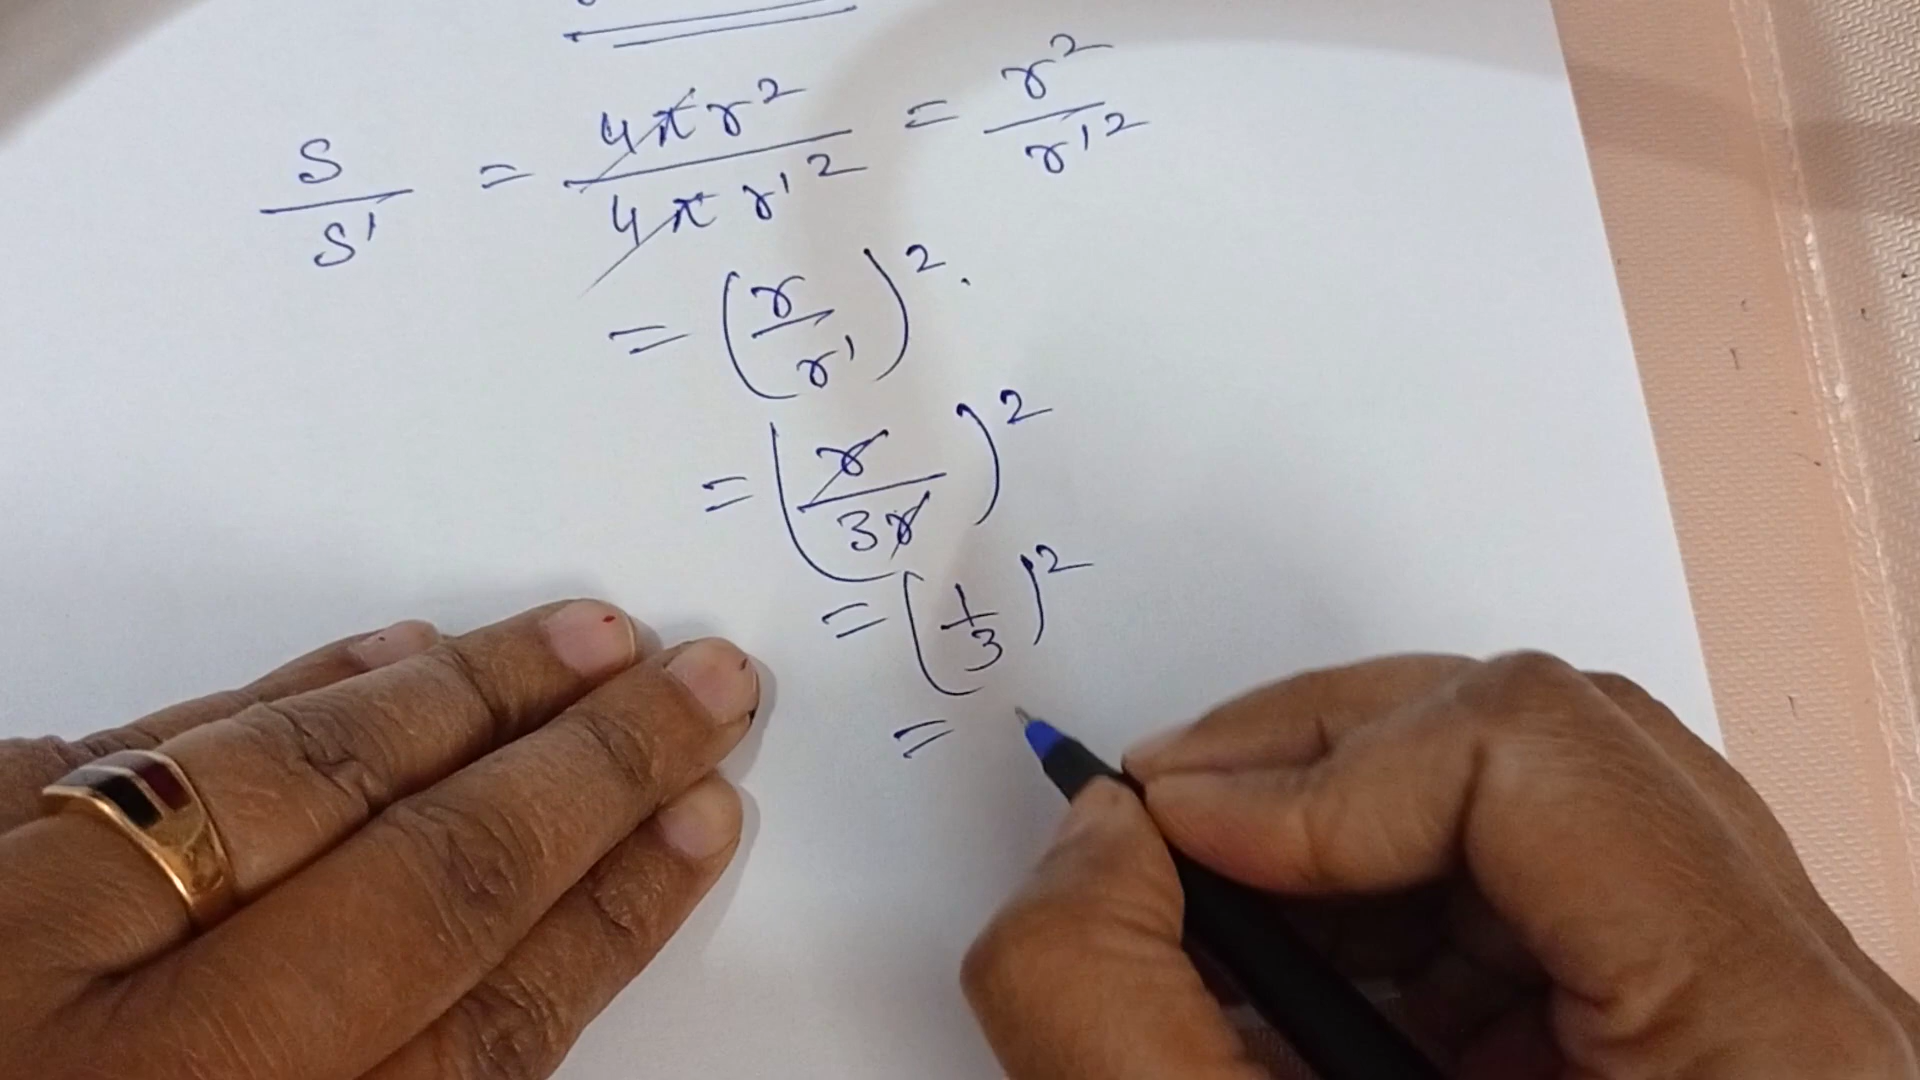 S/S' = 4πr²/4πr'² = r²/r'²
= (r/r')².
= (r/3r)²
= (1/3)²
=